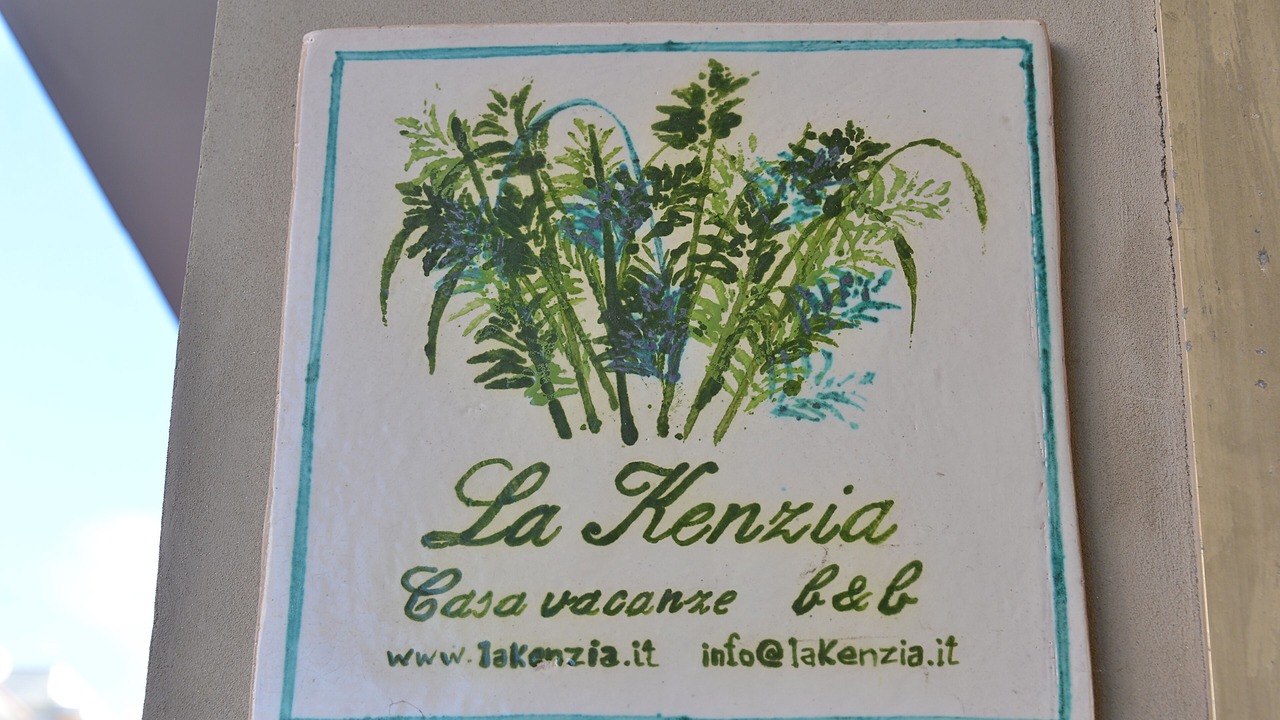 La Kenzia
Casa vacanze b&b
www.laKenzia.it info@laKenzia.it